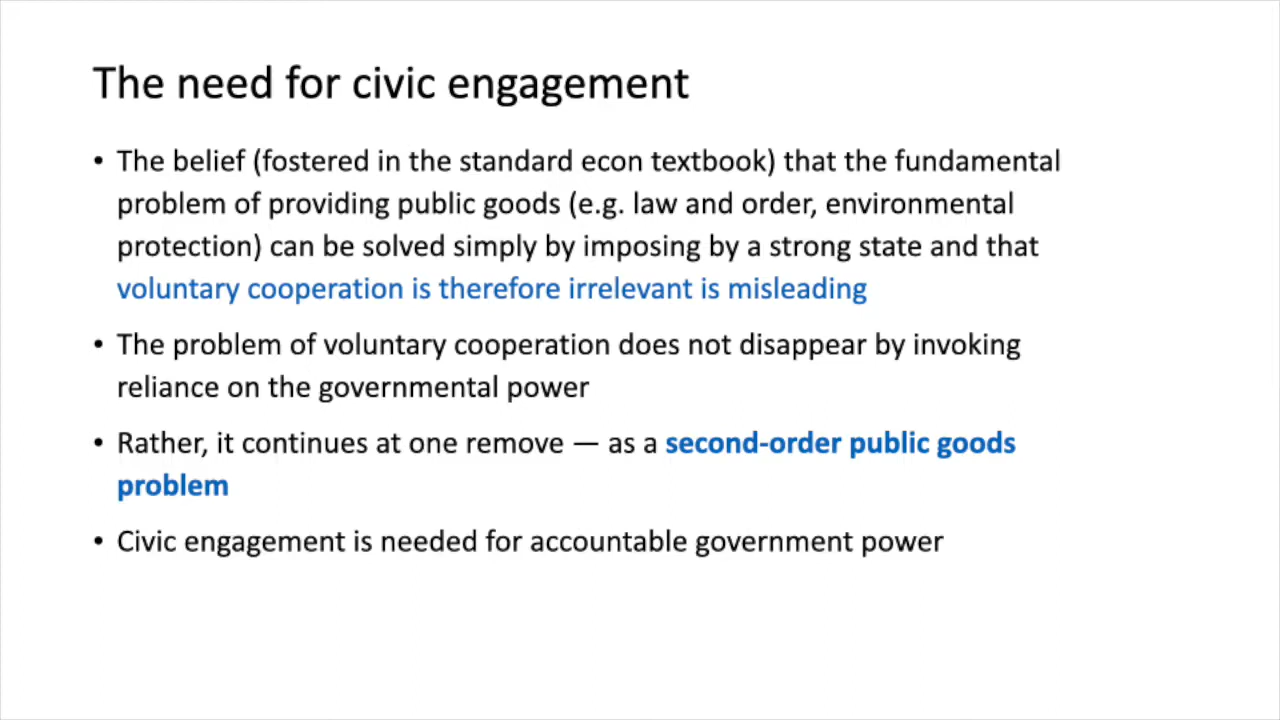 The need for civic engagement
• The belief (fostered in the standard econ textbook) that the fundamental
problem of providing public goods (e.g. law and order, environmental
protection) can be solved simply by imposing by a strong state and that
voluntary cooperation is therefore irrelevant is misleading
• The problem of voluntary cooperation does not disappear by invoking
reliance on the governmental power
• Rather, it continues at one remove — as a second-order public goods
problem
• Civic engagement is needed for accountable government power